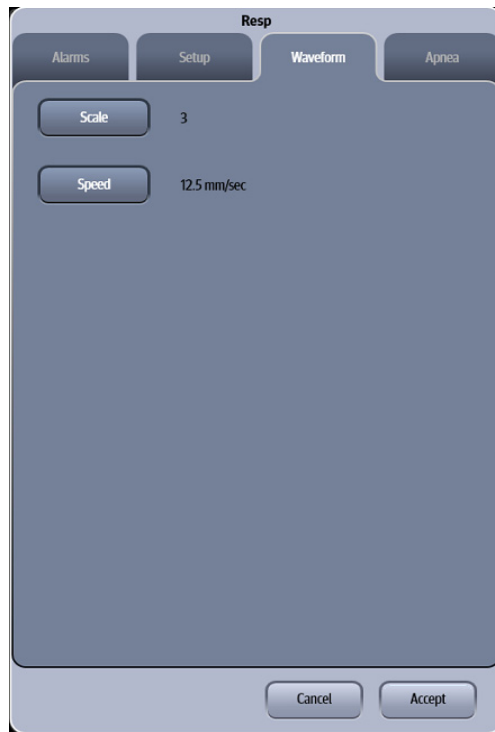 Resp
Alarms Setup Waveform Apnea
Scale 3
Speed 12.5 mm/sec
Cancel Accept